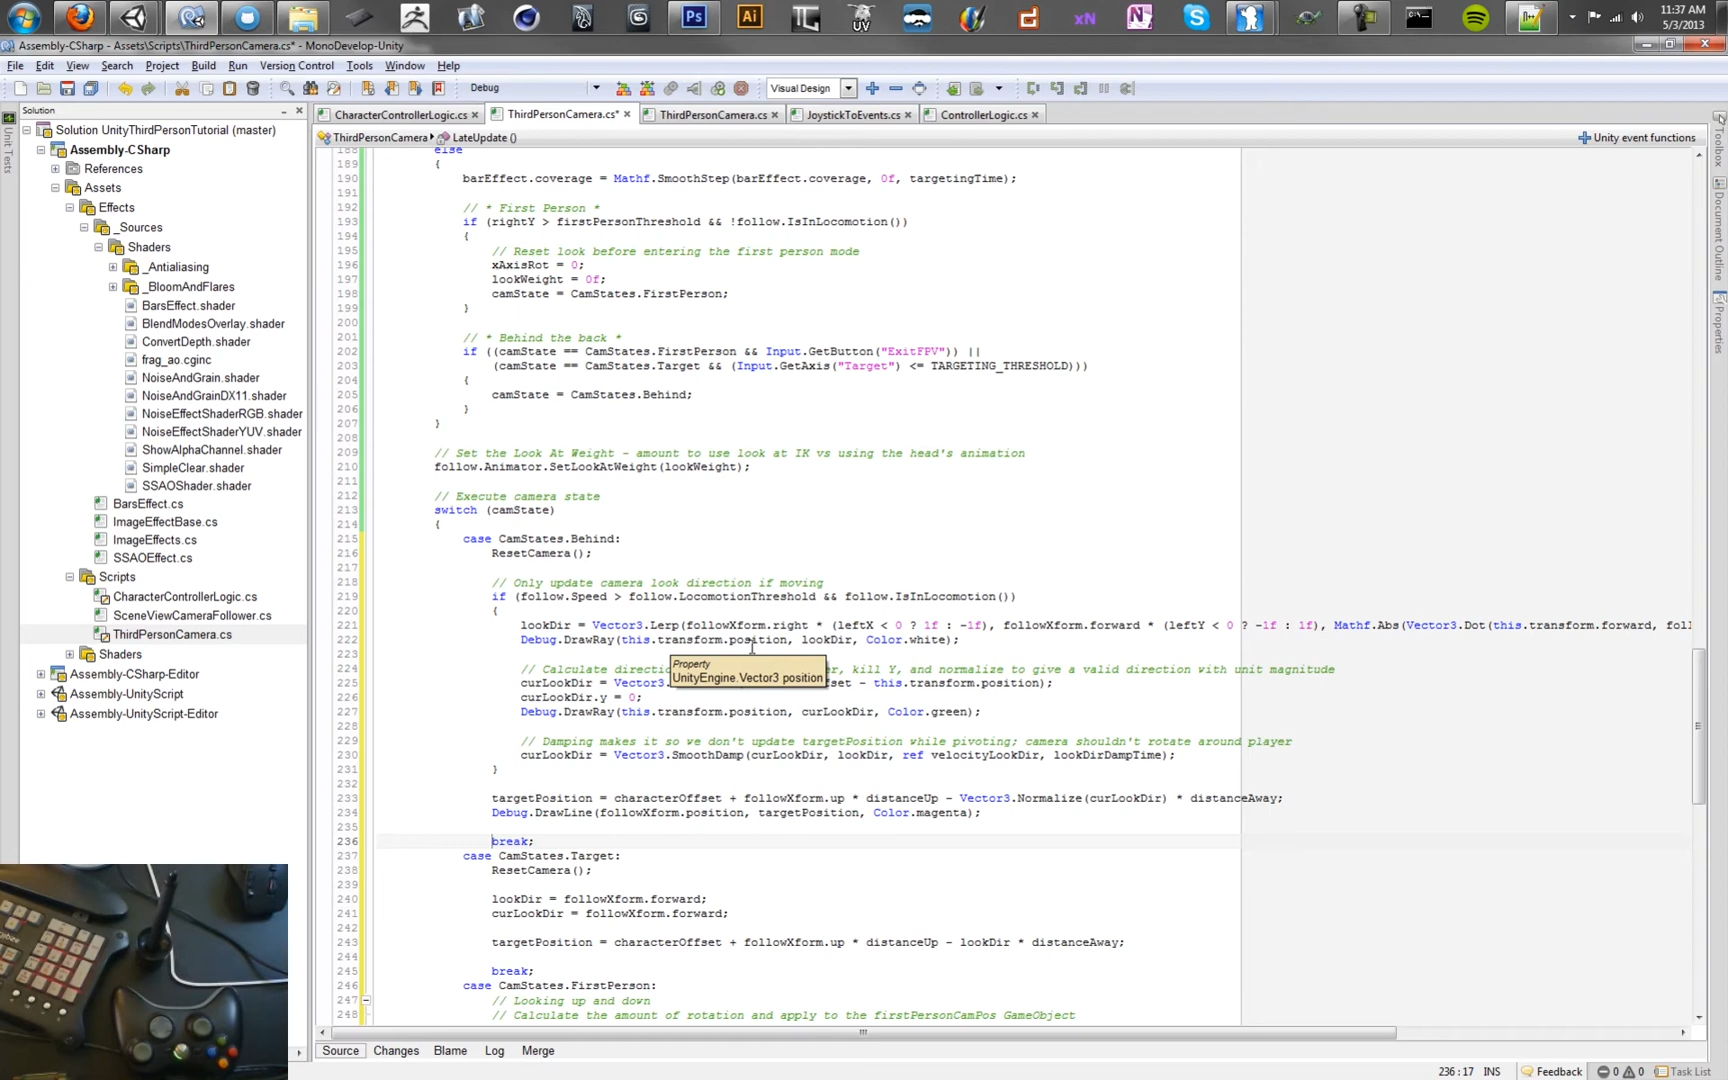 11:37 AM
5/3/2013
Assembly-CSharp - Assets\Scripts\ThirdPersonCamera.cs* - MonoDevelop-Unity
File Edit View Search Project Build Run Version Control Tools Window Help
Debug Visual Design
Solution
CharacterControllerLogic.cs ThirdPersonCamera.cs* ThirdPersonCamera.cs JoystickToEvents.cs ControllerLogic.cs
ThirdPersonCamera LateUpdate () Unity event functions
Unit Tests
Toolbox
Document Outline
Properties
Solution UnityThirdPersonTutorial (master)
Assembly-CSharp
References
Assets
Effects
_Sources
Shaders
_Antialiasing
_BloomAndFlares
BarsEffect.shader
BlendModesOverlay.shader
ConvertDepth.shader
frag_ao.cginc
NoiseAndGrain.shader
NoiseAndGrainDX11.shader
NoiseEffectShaderRGB.shader
NoiseEffectShaderYUV.shader
ShowAlphaChannel.shader
SimpleClear.shader
SSAOShader.shader
BarsEffect.cs
ImageEffectBase.cs
ImageEffects.cs
SSAOEffect.cs
Scripts
CharacterControllerLogic.cs
SceneViewCameraFollower.cs
ThirdPersonCamera.cs
Shaders
Assembly-CSharp-Editor
Assembly-UnityScript
Assembly-UnityScript-Editor
188 else
189 {
190 barEffect.coverage = Mathf.SmoothStep(barEffect.coverage, 0f, targetingTime);
191
192 // * First Person *
193 if (rightY > firstPersonThreshold && !follow.IsInLocomotion())
194 {
195 // Reset look before entering the first person mode
196 xAxisRot = 0;
197 lookWeight = 0f;
198 camState = CamStates.FirstPerson;
199 }
200
201 // * Behind the back *
202 if ((camState == CamStates.FirstPerson && Input.GetButton("ExitFPV")) ||
203 (camState == CamStates.Target && (Input.GetAxis("Target") <= TARGETING_THRESHOLD)))
204 {
205 camState = CamStates.Behind;
206 }
207 }
208
209 // Set the Look At Weight - amount to use look at IK vs using the head's animation
210 follow.Animator.SetLookAtWeight(lookWeight);
211
212 // Execute camera state
213 switch (camState)
214 {
215 case CamStates.Behind:
216 ResetCamera();
217
218 // Only update camera look direction if moving
219 if (follow.Speed > follow.LocomotionThreshold && follow.IsInLocomotion())
220 {
221 lookDir = Vector3.Lerp(followXform.right * (leftX < 0 ? 1f : -1f), followXform.forward * (leftY < 0 ? -1f : 1f), Mathf.Abs(Vector3.Dot(this.transform.forward, fol
222 Debug.DrawRay(this.transform.position, lookDir, Color.white);
223
224 // Calculate directi r, kill Y, and normalize to give a valid direction with unit magnitude
225 curLookDir = Vector3. fset - this.transform.position);
226 curLookDir.y = 0;
227 Debug.DrawRay(this.transform.position, curLookDir, Color.green);
228
229 // Damping makes it so we don't update targetPosition while pivoting; camera shouldn't rotate around player
230 curLookDir = Vector3.SmoothDamp(curLookDir, lookDir, ref velocityLookDir, lookDirDampTime);
231 }
232
233 targetPosition = characterOffset + followXform.up * distanceUp - Vector3.Normalize(curLookDir) * distanceAway;
234 Debug.DrawLine(followXform.position, targetPosition, Color.magenta);
235
236 break;
237 case CamStates.Target:
238 ResetCamera();
239
240 lookDir = followXform.forward;
241 curLookDir = followXform.forward;
242
243 targetPosition = characterOffset + followXform.up * distanceUp - lookDir * distanceAway;
244
245 break;
246 case CamStates.FirstPerson:
247 // Looking up and down
248 // Calculate the amount of rotation and apply to the firstPersonCamPos GameObject
Property
UnityEngine.Vector3 position
Source Changes Blame Log Merge
236 : 17 INS Feedback 0 0 Task List